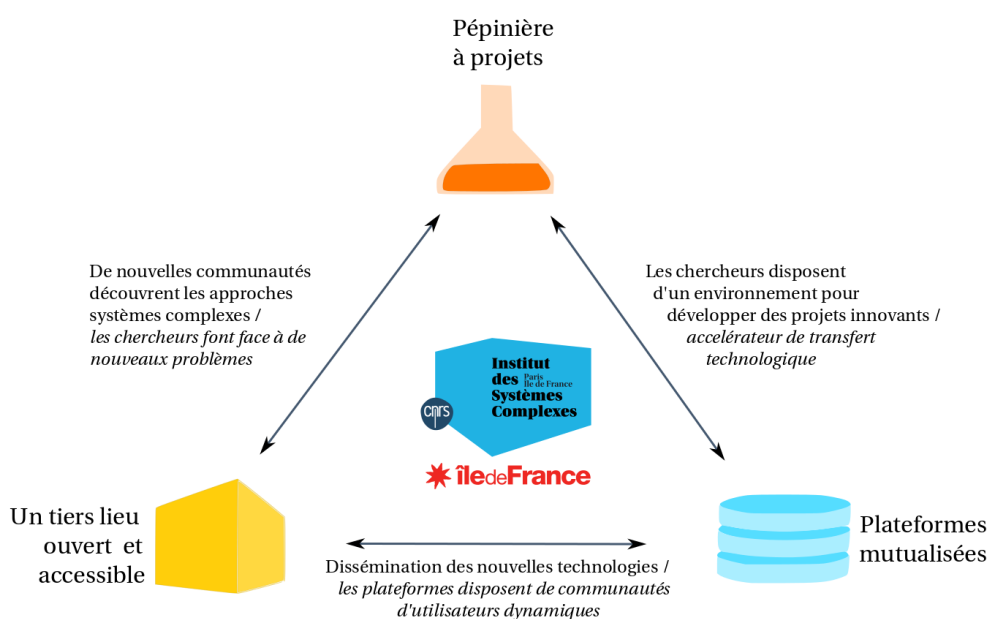 Pépinière
à projets
De nouvelles communautés
découvrent les approches
systèmes complexes /
les chercheurs font face à de
nouveaux problèmes
Les chercheurs disposent
d'un environnement pour
développer des projets innovants /
accelérateur de transfert
technologique
Institut
des Paris Ile de France
Systèmes
Complexes
cnrs
îledeFrance
Un tiers lieu
ouvert et
accessible
Plateformes
mutualisées
Dissémination des nouvelles technologies /
les plateformes disposent de communautés
d'utilisateurs dynamiques